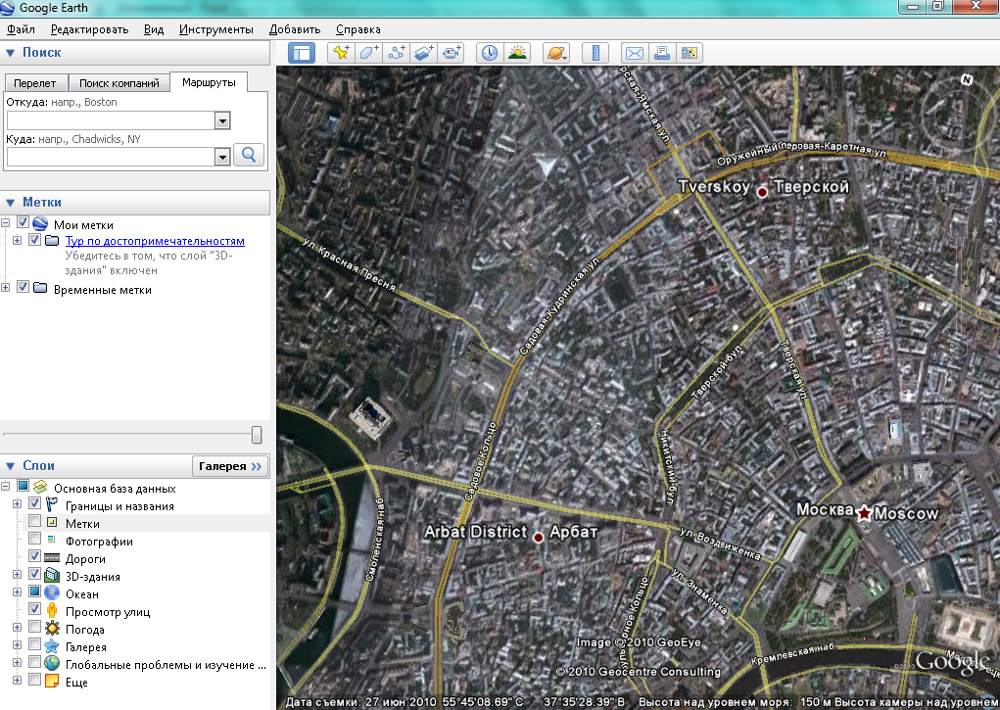 Google Earth
Файл Редактировать Вид Инструменты Добавить Справка
Поиск
Перелет Поиск компаний Маршруты
Откуда: напр., Boston
Куда: напр., Chadwicks, NY
Метки
Мои метки
Тур по достопримечательностям
Убедитесь в том, что слой "3D-
здания" включен
Временные метки
Слои
Галерея »
Основная база данных
Границы и названия
Метки
Фотографии
Дороги
3D-здания
Океан
Просмотр улиц
Погода
Галерея
Глобальные проблемы и изучение ...
Еще
N
рская-Ямская ул.
Оружейный
овая-Каретная ул.
Tverskoy Тверской
ул. Красная Пресня
Садовая-Кудринская ул.
Тверской бул.
Тверская ул.
Садовое Кольцо
Никитский бул
Москва Moscow
Arbat District Арбат
ул. Воздвиженка
Смоленская наб
ул. Знаменка
Кольцо
Кремлевская наб.
Image © 2010 GeoEye
© 2010 Geocentre Consulting
©2010 Google
Дата съемки: 27 июн 2010 55°45'08.69" С 37°35'28.39" В Высота над уровнем моря: 150 м Высота камеры над уровнем